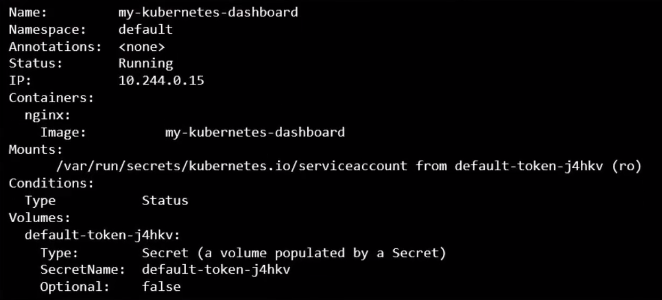 Name: my-kubernetes-dashboard
Namespace: default
Annotations: <none>
Status: Running
IP: 10.244.0.15
Containers:
nginx:
Image: my-kubernetes-dashboard
Mounts:
/var/run/secrets/kubernetes.io/serviceaccount from default-token-j4hkv (ro)
Conditions:
Type Status
Volumes:
default-token-j4hkv:
Type: Secret (a volume populated by a Secret)
SecretName: default-token-j4hkv
Optional: false